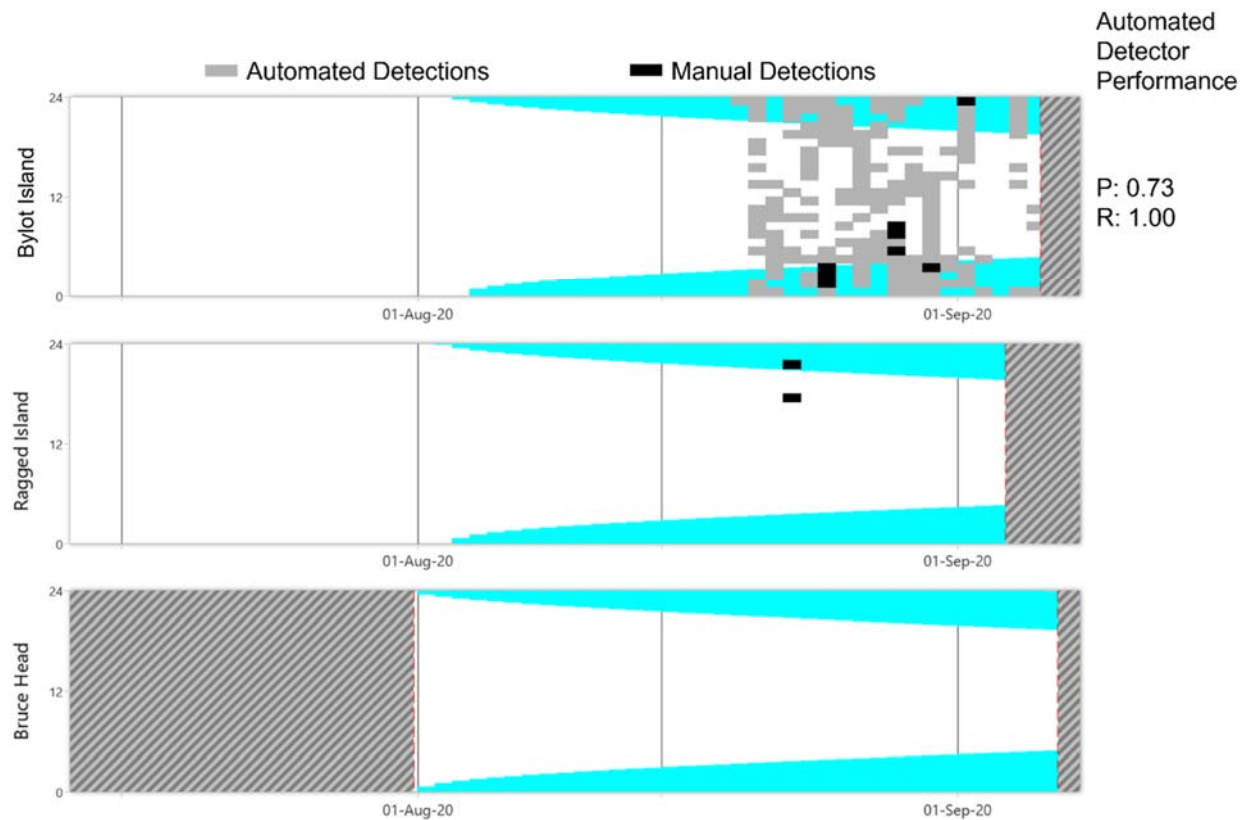 Automated
Detector
Performance
Automated Detections
Manual Detections
24
12
0
Bylot Island
01-Aug-20
01-Sep-20
P: 0.73
R: 1.00
24
12
0
Ragged Island
01-Aug-20
01-Sep-20
24
12
0
Bruce Head
01-Aug-20
01-Sep-20